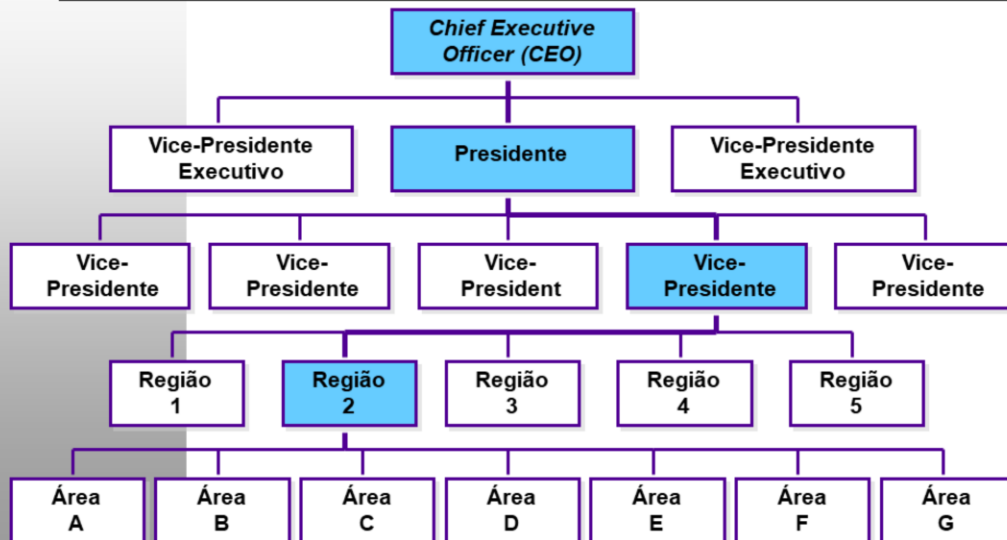 Chief Executive
Officer (CEO)
Vice-Presidente
Executivo
Presidente
Vice-Presidente
Executivo
Vice-
Presidente
Vice-
Presidente
Vice-
President
Vice-
Presidente
Vice-
Presidente
Região
1
Região
2
Região
3
Região
4
Região
5
Área
A
Área
B
Área
C
Área
D
Área
E
Área
F
Área
G